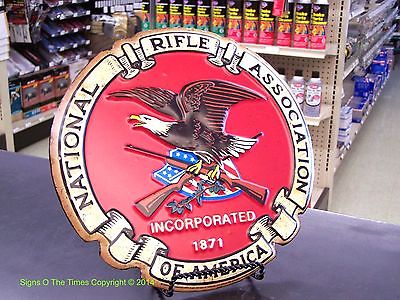 NATIONAL
RIFLE
ASSOCIATION
INCORPORATED
1871
OF AMERICA
Signs O The Times Copyright © 2014